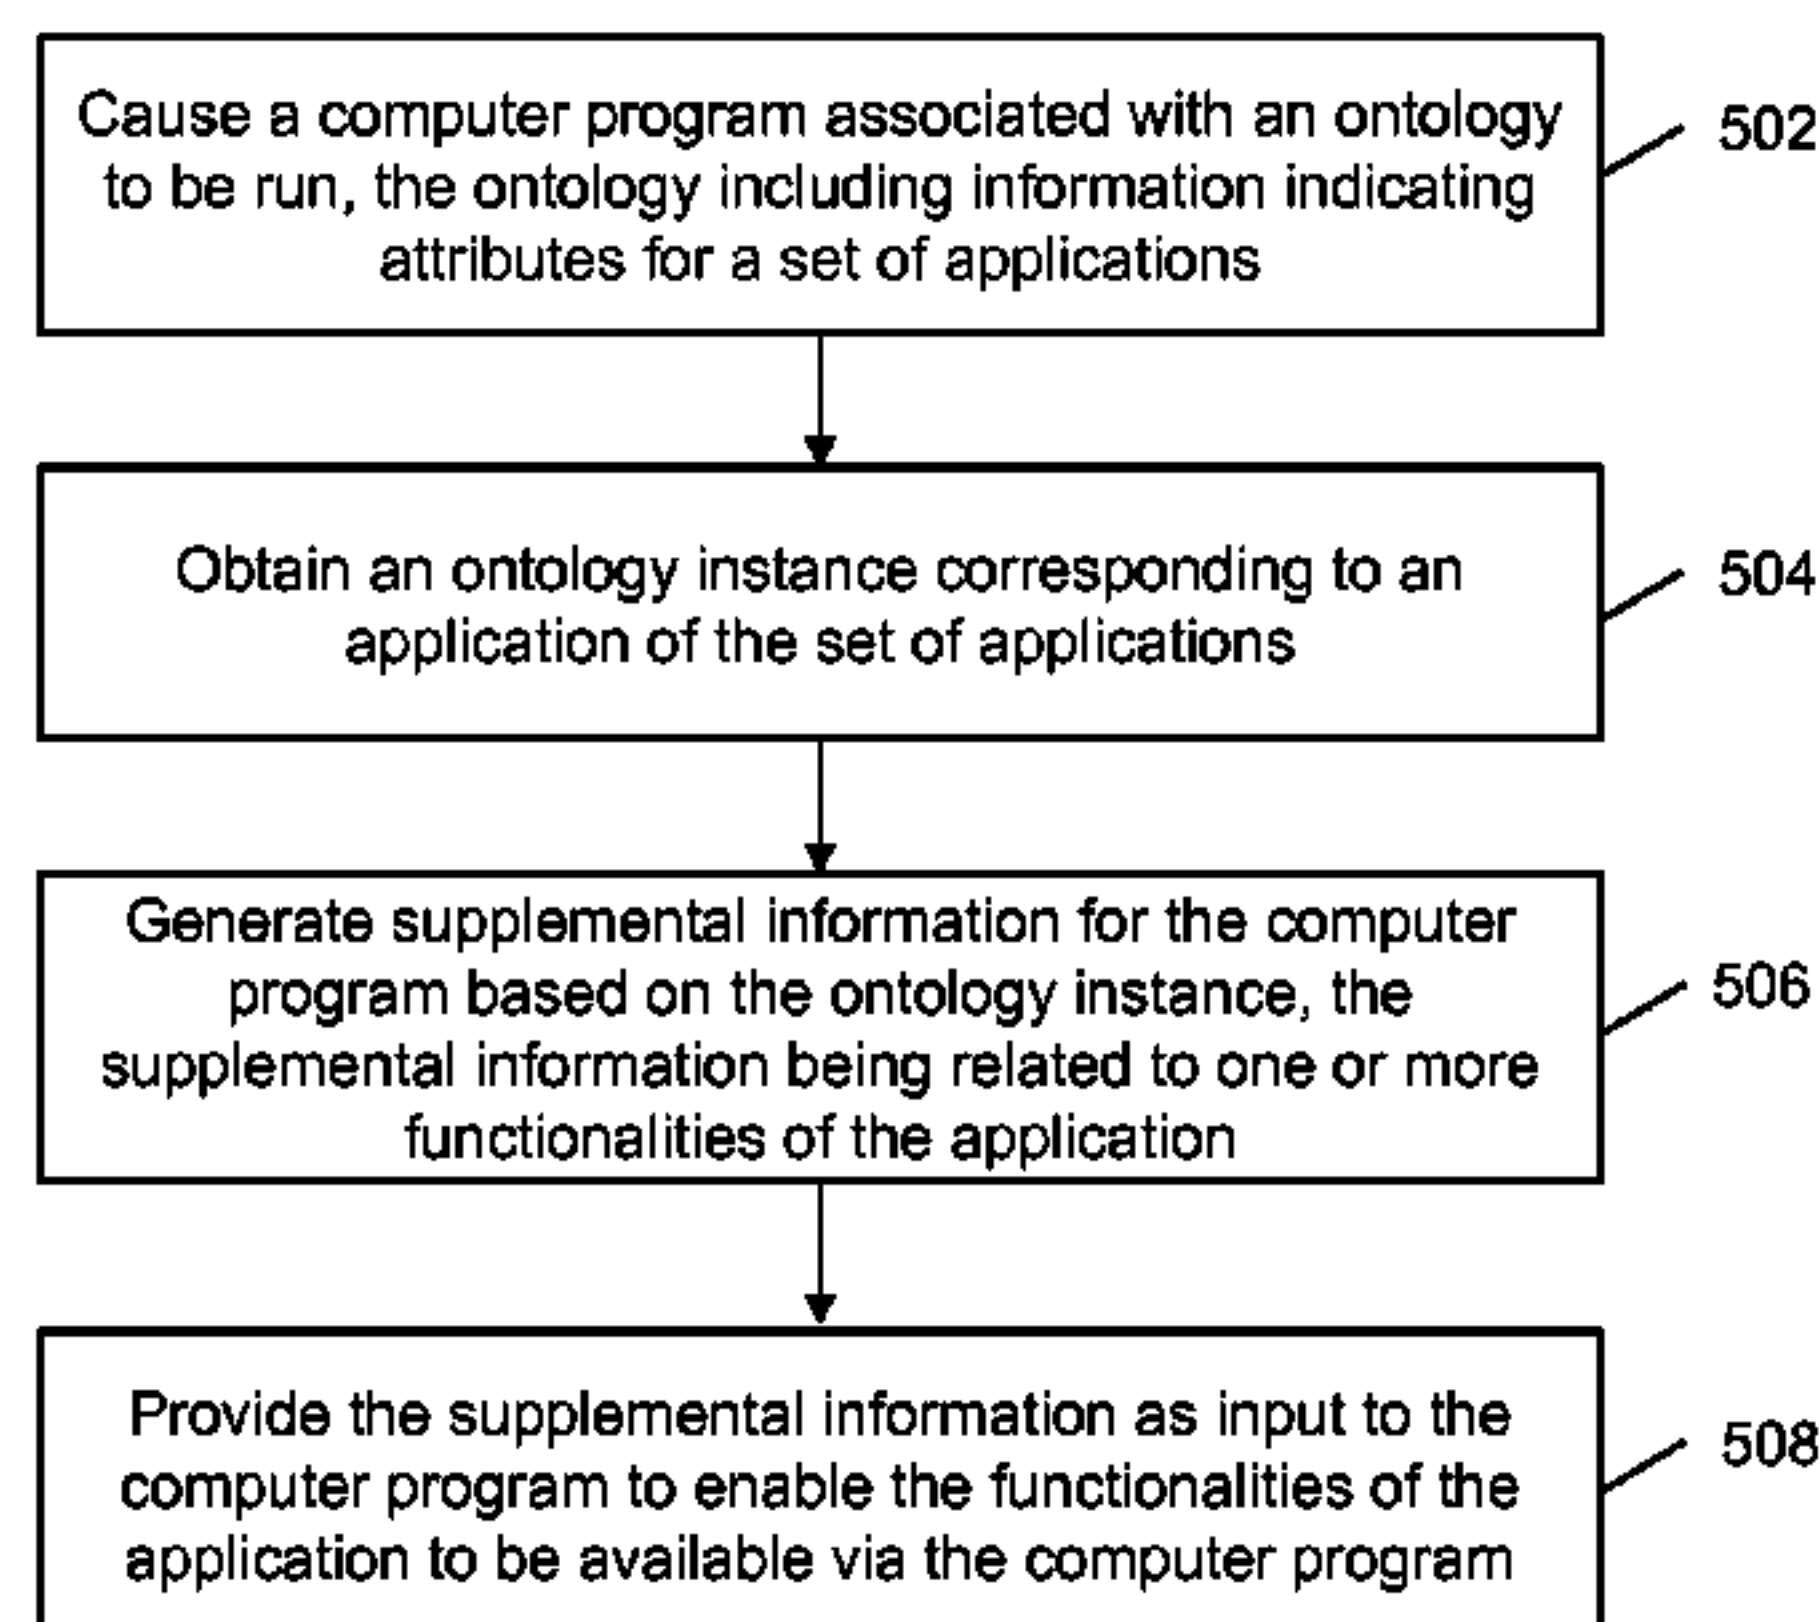 Cause a computer program associated with an ontology
to be run, the ontology including information indicating
attributes for a set of applications
502
Obtain an ontology instance corresponding to an
application of the set of applications
504
Generate supplemental information for the computer
program based on the ontology instance, the
supplemental information being related to one or more
functionalities of the application
506
Provide the supplemental information as input to the
computer program to enable the functionalities of the
application to be available via the computer program
508